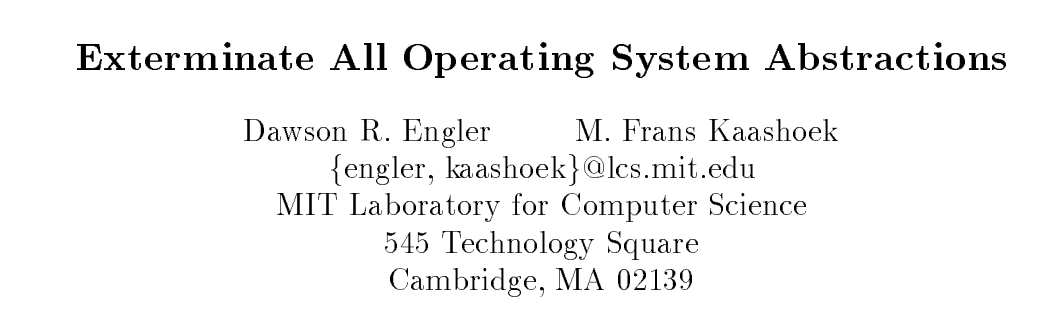 Exterminate All Operating System Abstractions
Dawson R. Engler M. Frans Kaashoek
{engler, kaashoek}@lcs.mit.edu
MIT Laboratory for Computer Science
545 Technology Square
Cambridge, MA 02139